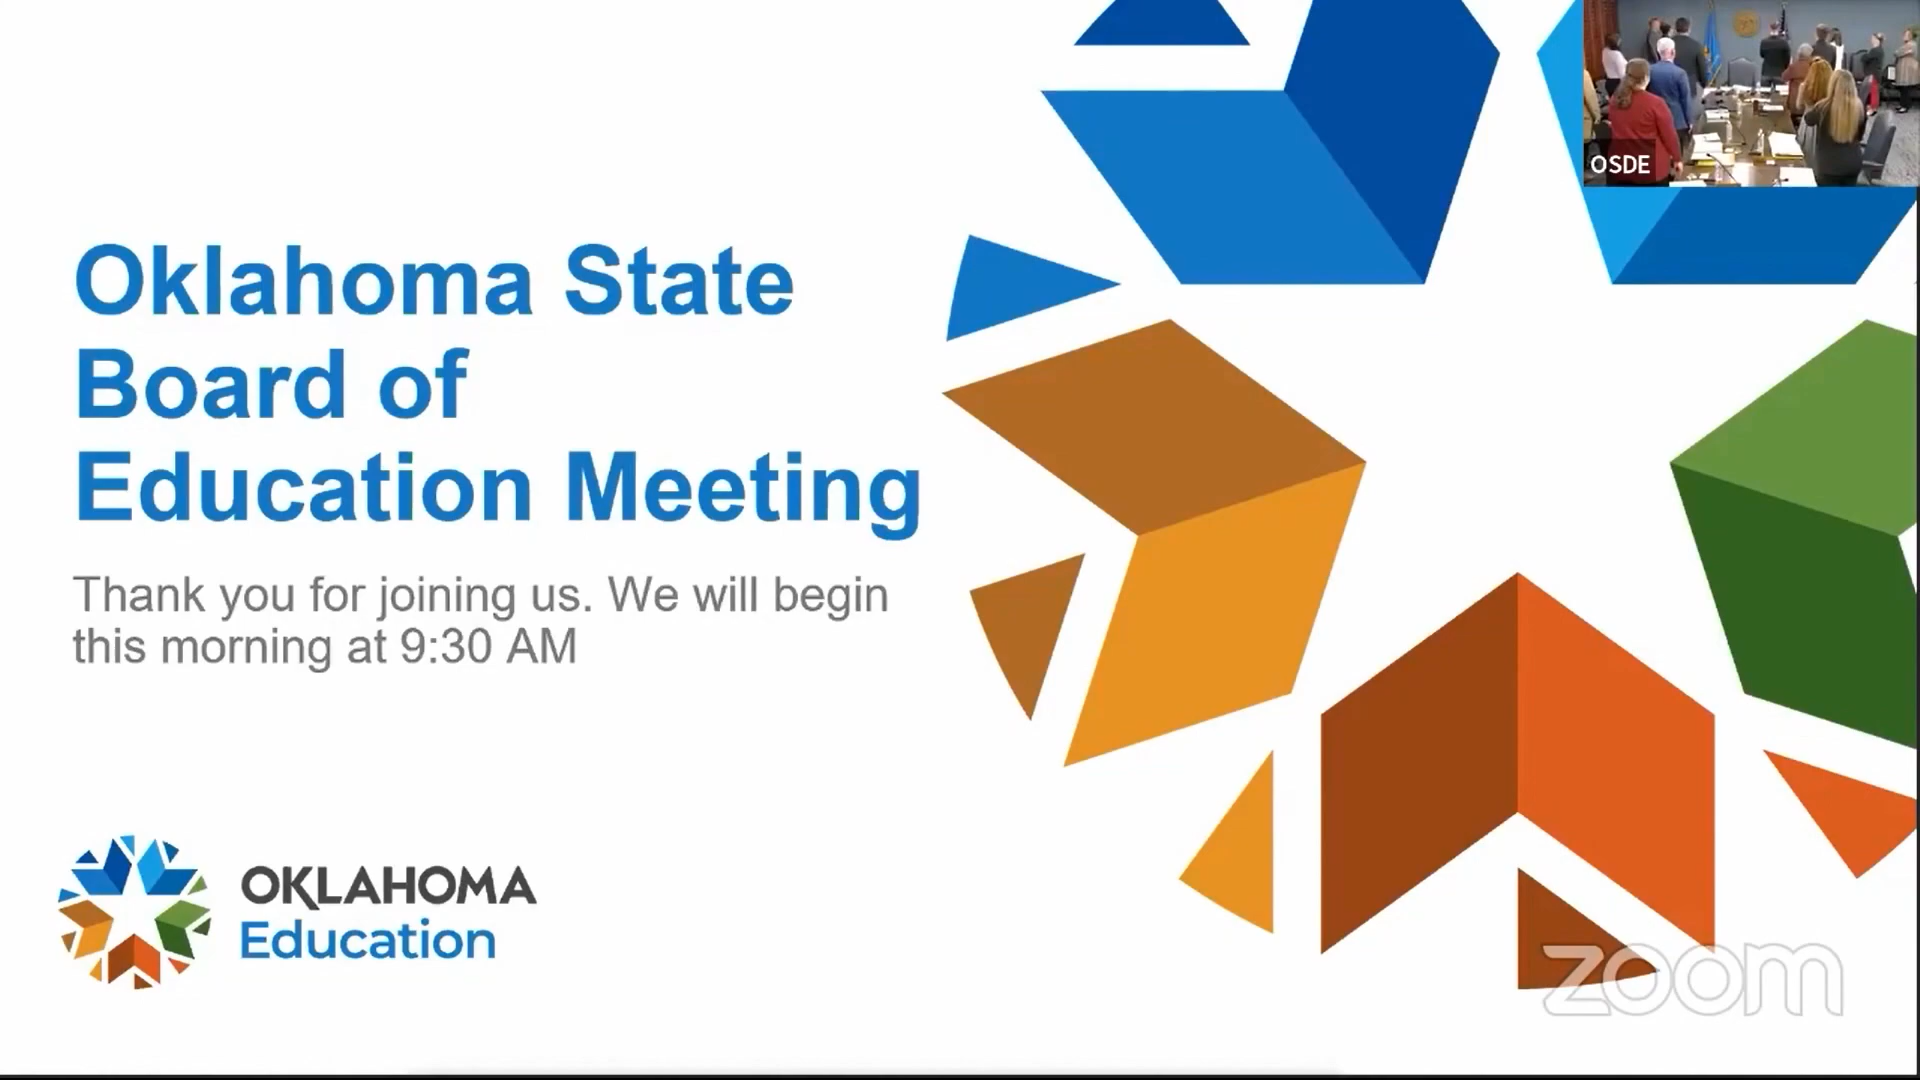 OSDE
Oklahoma State
Board of
Education Meeting
Thank you for joining us. We will begin
this morning at 9:30 AM
OKLAHOMA
Education
zoom